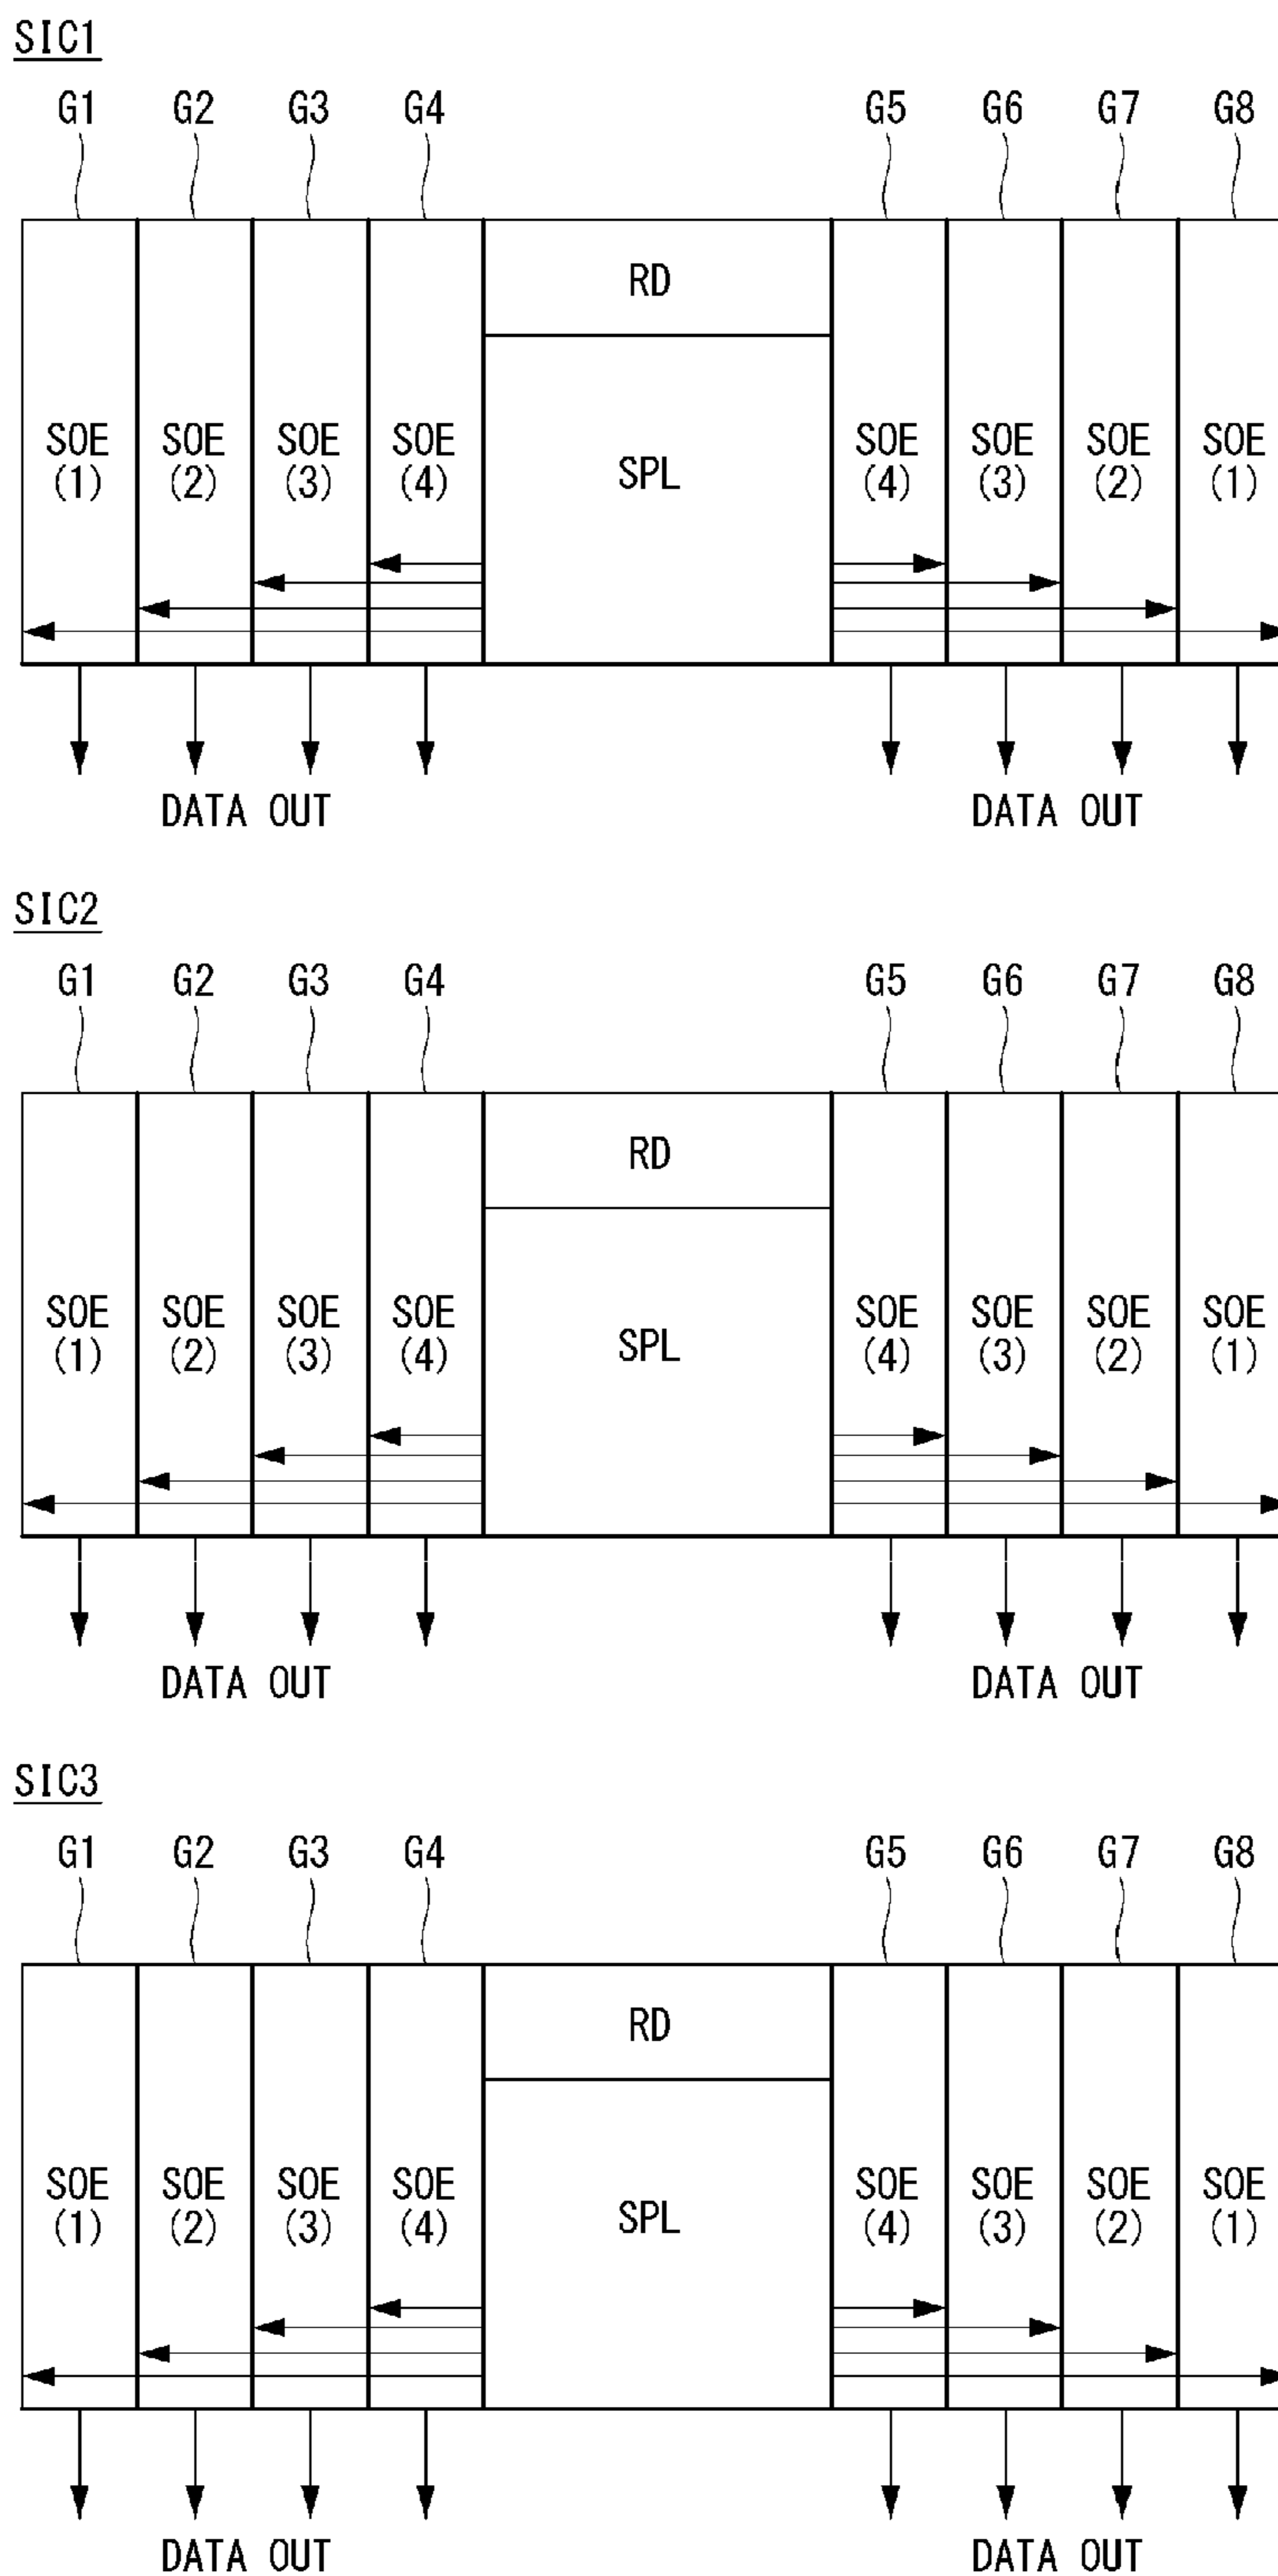 SIC1
G1 G2 G3 G4 G5 G6 G7 G8
RD
SOE SOE SOE SOE SPL SOE SOE SOE SOE
(1) (2) (3) (4) (4) (3) (2) (1)
DATA OUT DATA OUT
SIC2
G1 G2 G3 G4 G5 G6 G7 G8
RD
SOE SOE SOE SOE SPL SOE SOE SOE SOE
(1) (2) (3) (4) (4) (3) (2) (1)
DATA OUT DATA OUT
SIC3
G1 G2 G3 G4 G5 G6 G7 G8
RD
SOE SOE SOE SOE SPL SOE SOE SOE SOE
(1) (2) (3) (4) (4) (3) (2) (1)
DATA OUT DATA OUT